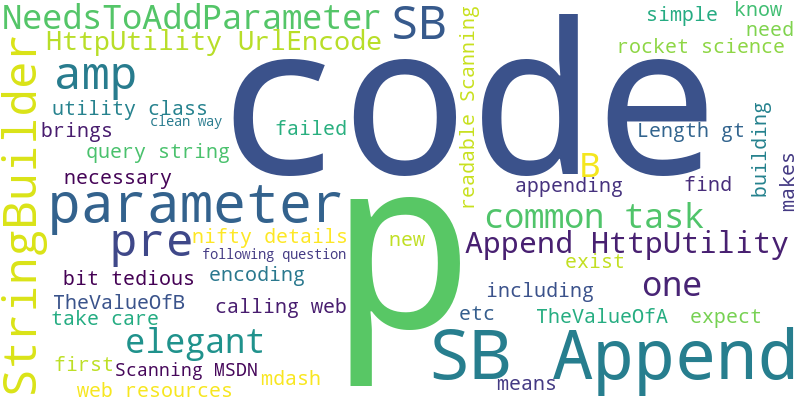 NeedsToAddParameter
SB
simple
know
need
HttpUtility UrlEncode
rocket science
amp
code
readable Scanning
StringBuilder
utility class
clean way
brings
failed
Length gt
building
query string
B
necessary
appending
find
makes
parameter
p
common task
pre
nifty details
new
Append HttpUtility
following question
exist
bit tedious
encoding
including
one
TheValueOfB
calling web
take care
etc
TheValueOfA
expect
elegant
SB Append
first
Scanning MSDN
mdash
means
web resources